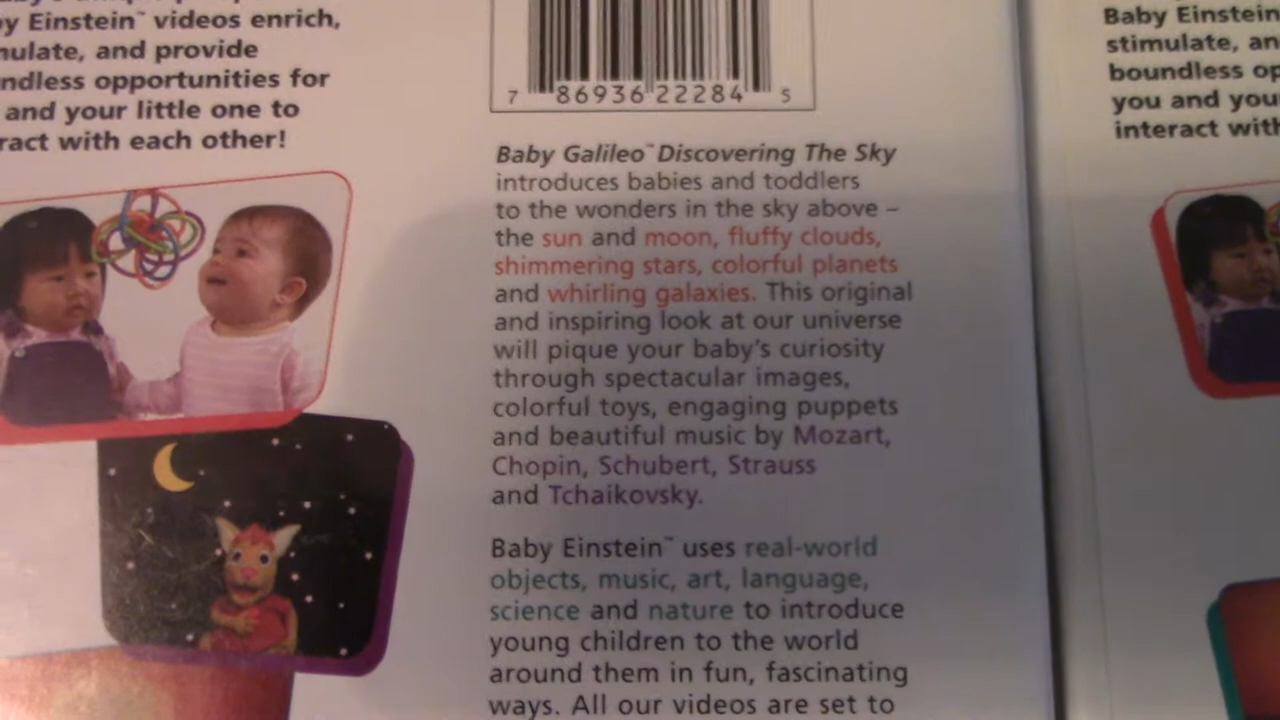 Einstein™ videos enrich,
and provide
opportunities for
and your little one to
with each other!
7 86936 22284 5
Baby Galileo™ Discovering The Sky
introduces babies and toddlers
to the wonders in the sky above –
the sun and moon, fluffy clouds,
shimmering stars, colorful planets
and whirling galaxies. This original
and inspiring look at our universe
will pique your baby's curiosity
through spectacular images,
colorful toys, engaging puppets
and beautiful music by Mozart,
Chopin, Schubert, Strauss
and Tchaikovsky.
Baby Einstein™ uses real-world
objects, music, art, language,
science and nature to introduce
young children to the world
around them in fun, fascinating
ways. All our videos are set to
Baby Einstein
stimulate, an
boundless op
you and you
interact with